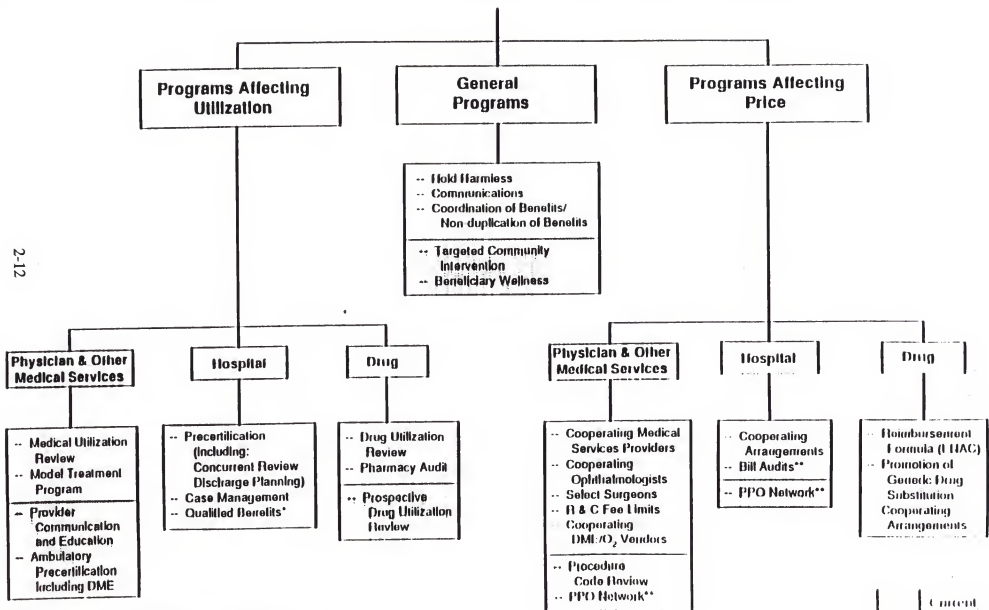 Programs Affecting
Utilization
General
Programs
Programs Affecting
Price
-- Hold Harmless
-- Communications
-- Coordination of Benefits/
Non-duplication of Benefits
-- Targeted Community
Intervention
-- Beneficiary Wellness
2-12
Physician & Other
Medical Services
Hospital
Drug
Physician & Other
Medical Services
Hospital
Drug
-- Medical Utilization
Review
-- Model Treatment
Program
-- Provider
Communication
and Education
-- Ambulatory
Precertification
Including DME
-- Precertification
(Including:
Concurrent Review
Discharge Planning)
-- Case Management
-- Qualified Benefits*
-- Drug Utilization
Review
-- Pharmacy Audit
-- Prospective
Drug Utilization
Review
-- Cooperating Medical
Services Providers
-- Cooperating
Ophthalmologists
-- Select Surgeons
-- R & C Fee Limits
-- Cooperating
DME/O₂ Vendors
-- Procedure
Code Review
-- PPO Network**
-- Cooperating
Arrangements
-- Bill Audits**
-- PPO Network**
-- Reimbursement
Formula
-- Promotion of
Generic Drug
Substitution
Cooperating
Arrangements
Current